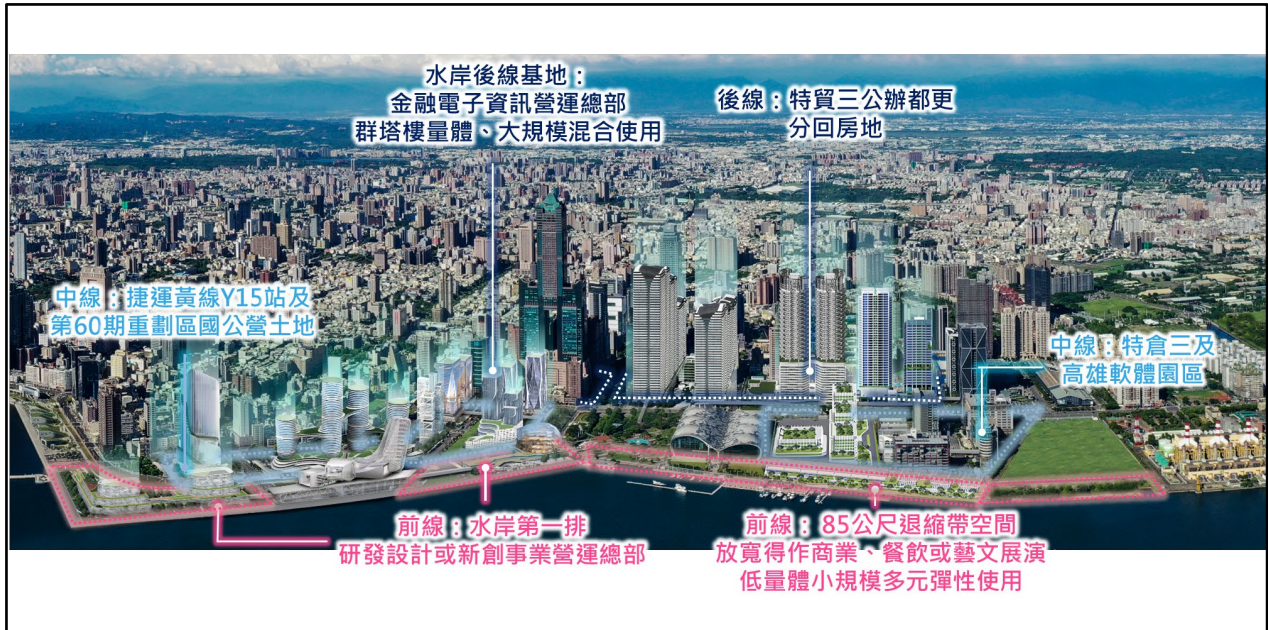 水岸後線基地：
金融電子資訊營運總部
群塔樓量體、大規模混合使用
後線：特貿三公辦都更
分回房地
中線：捷運黃線Y15站及
第60期重劃區國公營土地
中線：特倉三及
高雄軟體園區
前線：水岸第一排
研發設計或新創事業營運總部
前線：85公尺退縮帶空間
放寬得作商業、餐飲或藝文展演
低量體小規模多元彈性使用